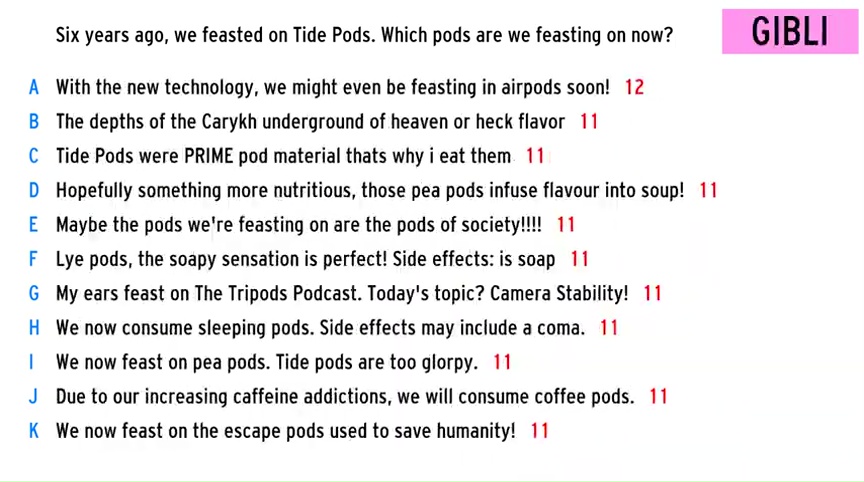 Six years ago, we feasted on Tide Pods. Which pods are we feasting on now?
GIBLI
A With the new technology, we might even be feasting in airpods soon! 12
B The depths of the Carykh underground of heaven or heck flavor 11
C Tide Pods were PRIME pod material thats why i eat them 11
D Hopefully something more nutritious, those pea pods infuse flavour into soup! 11
E Maybe the pods we're feasting on are the pods of society!!!! 11
F Lye pods, the soapy sensation is perfect! Side effects: is soap 11
G My ears feast on The Tripods Podcast. Today's topic? Camera Stability! 11
H We now consume sleeping pods. Side effects may include a coma. 11
I We now feast on pea pods. Tide pods are too glorpy. 11
J Due to our increasing caffeine addictions, we will consume coffee pods. 11
K We now feast on the escape pods used to save humanity! 11